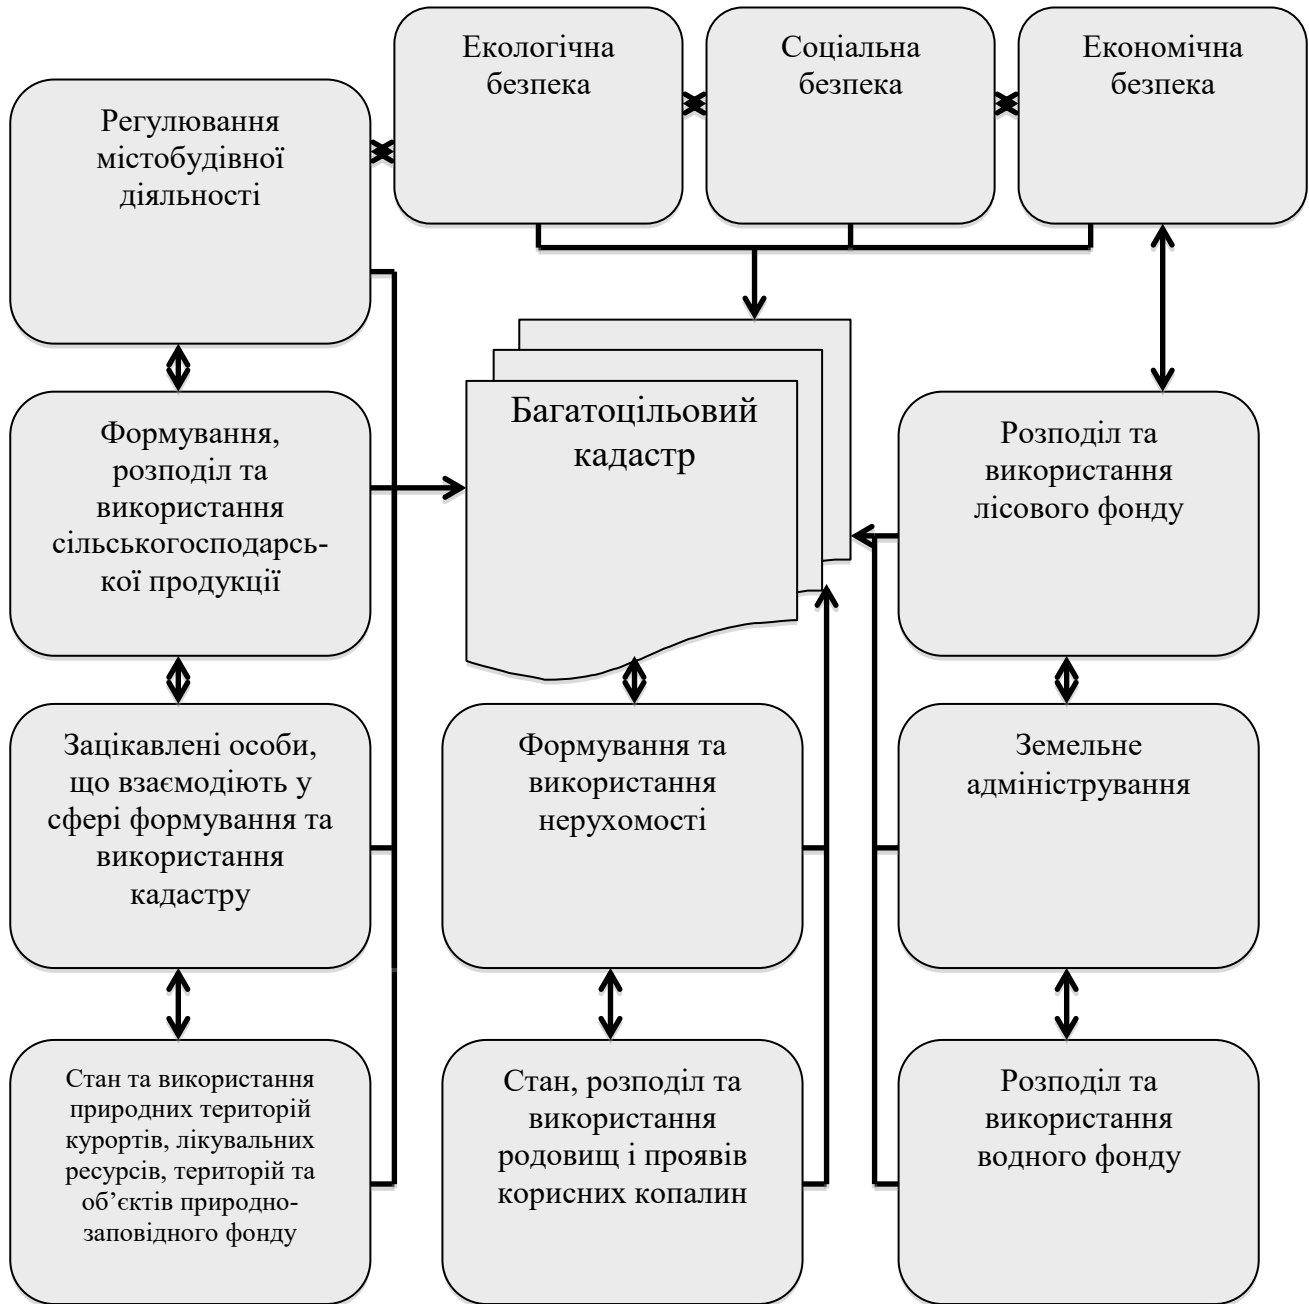 Екологічна
безпека
Соціальна
безпека
Економічна
безпека
Регулювання
містобудівної
діяльності
Багатоцільовий
кадастр
Формування,
розподіл та
використання
сільськогосподарсь-
кої продукції
Розподіл та
використання
лісового фонду
Зацікавлені особи,
що взаємодіють у
сфері формування та
використання
кадастру
Формування та
використання
нерухомості
Земельне
адміністрування
Стан та використання
природних територій
курортів, лікувальних
ресурсів, територій та
об’єктів природно-
заповідного фонду
Стан, розподіл та
використання
родовищ і проявів
корисних копалин
Розподіл та
використання
водного фонду